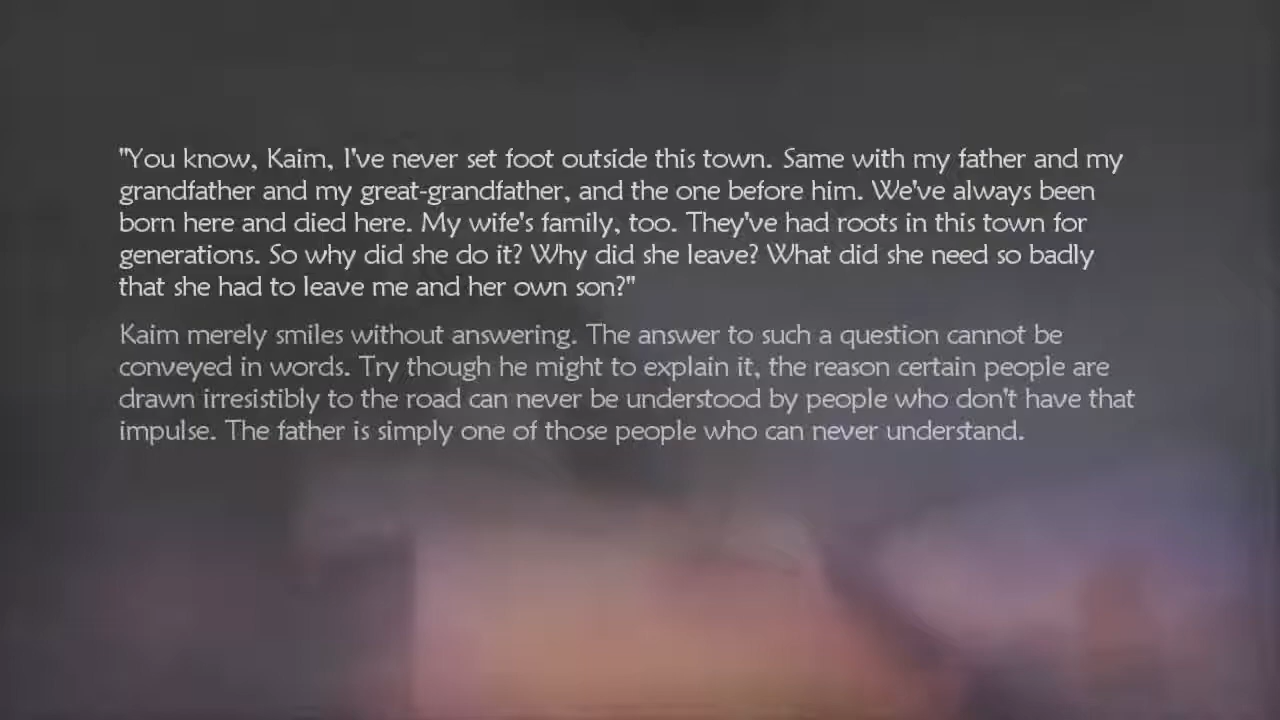 "You know, Kaim, I've never set foot outside this town. Same with my father and my
grandfather and my great-grandfather, and the one before him. We've always been
born here and died here. My wife's family, too. They've had roots in this town for
generations. So why did she do it? Why did she leave? What did she need so badly
that she had to leave me and her own son?"
Kaim merely smiles without answering. The answer to such a question cannot be
conveyed in words. Try though he might to explain it, the reason certain people are
drawn irresistibly to the road can never be understood by people who don't have that
impulse. The father is simply one of those people who can never understand.